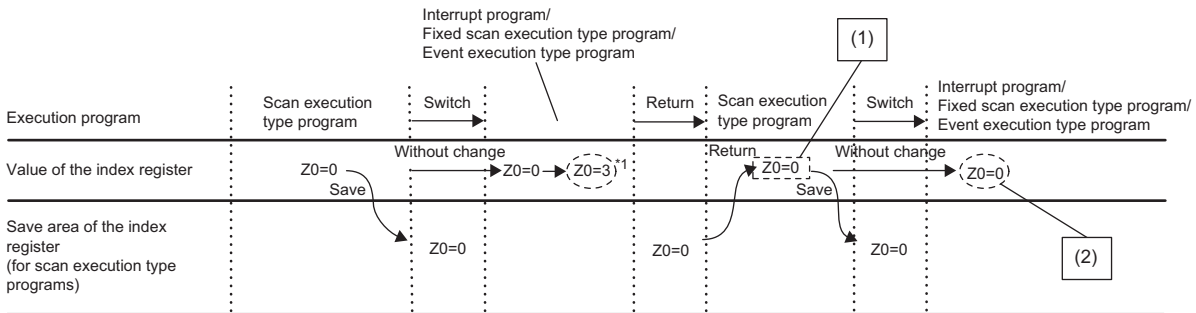 Interrupt program/
Fixed scan execution type program/
Event execution type program
(1)
Execution program
Scan execution
type program
Switch
Return
Scan execution
type program
Switch
Interrupt program/
Fixed scan execution type program/
Event execution type program
Value of the index register
Z0=0
Without change
Z0=0
Z0=3
*1
Return
Z0=0
Without change
Z0=0
Save
Save
Save area of the index
register
(for scan execution type
programs)
Z0=0
Z0=0
Z0=0
(2)